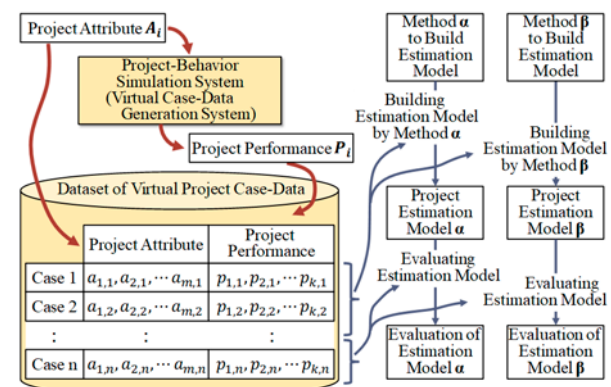 Project Attribute A_i
Project-Behavior
Simulation System
(Virtual Case-Data
Generation System)
Project Performance P_i
Dataset of Virtual Project Case-Data
Project Attribute
Project
Performance
Case 1
a_{1,1}, a_{2,1}, ⋯ a_{m,1}
p_{1,1}, p_{2,1}, ⋯ p_{k,1}
Case 2
a_{1,2}, a_{2,2}, ⋯ a_{m,2}
p_{1,2}, p_{2,2}, ⋯ p_{k,2}
⋮
⋮
⋮
Case n
a_{1,n}, a_{2,n}, ⋯ a_{m,n}
p_{1,n}, p_{2,n}, ⋯ p_{k,n}
Method α
to Build
Estimation
Model
Building
Estimation Model
by Method α
Project
Estimation
Model α
Evaluating
Estimation Model
Evaluation of
Estimation
Model α
Method β
to Build
Estimation
Model
Building
Estimation Model
by Method β
Project
Estimation
Model β
Evaluating
Estimation Model
Evaluation of
Estimation
Model β